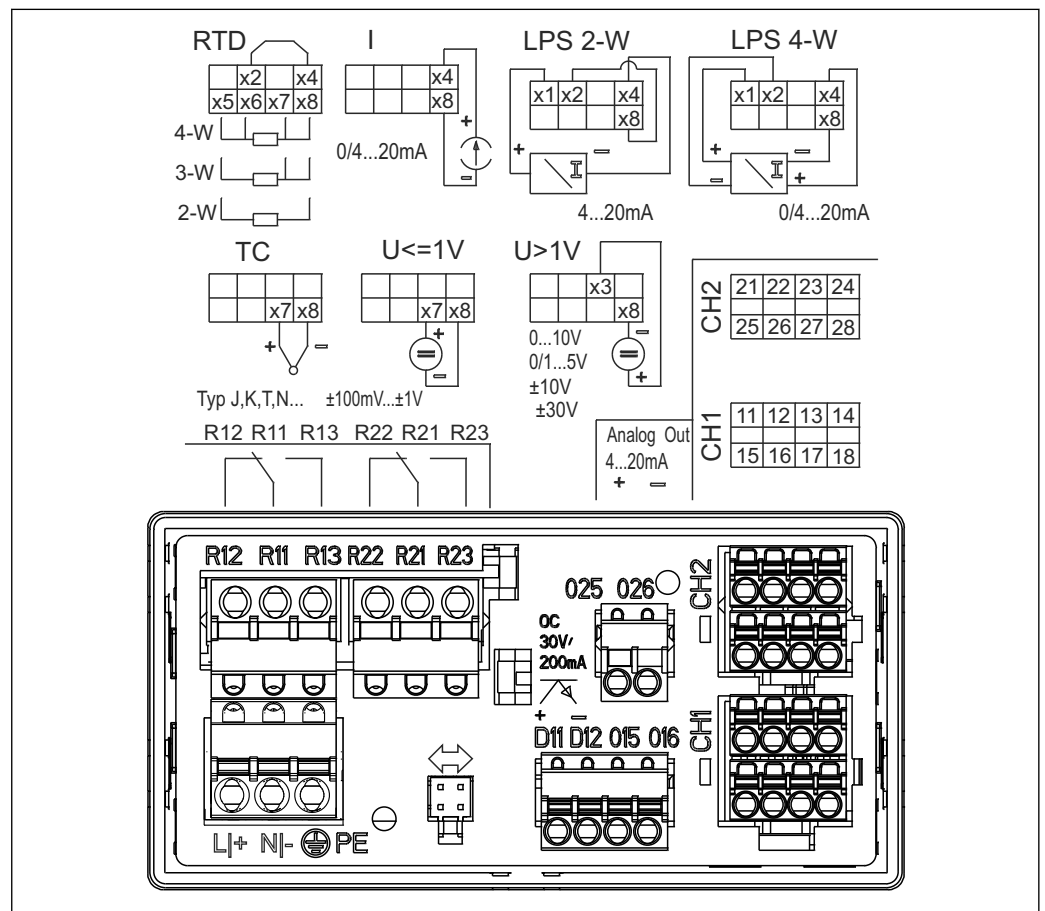 RTD I LPS 2-W LPS 4-W
x2 x4 x4 x1 x2 x4 x1 x2 x4
x5 x6 x7 x8 x8 x8 x8
4-W + + − − −
0/4...20mA
3-W − + +
2-W 4...20mA 0/4...20mA
TC U<=1V U>1V
x3 21 22 23 24
CH2
x7 x8 x7 x8 x8 25 26 27 28
+ − + −
0...10V
0/1...5V
− +
±10V
Typ J,K,T,N... ±100mV...±1V
±30V
11 12 13 14
CH1
R12 R11 R13 R22 R21 R23 Analog Out
4...20mA 15 16 17 18
+ −
R12 R11 R13 R22 R21 R23
O25 O26 CH2
OC
30V
200mA
+ −
D11 D12 O15 O16 CH1
L|+ N|- PE